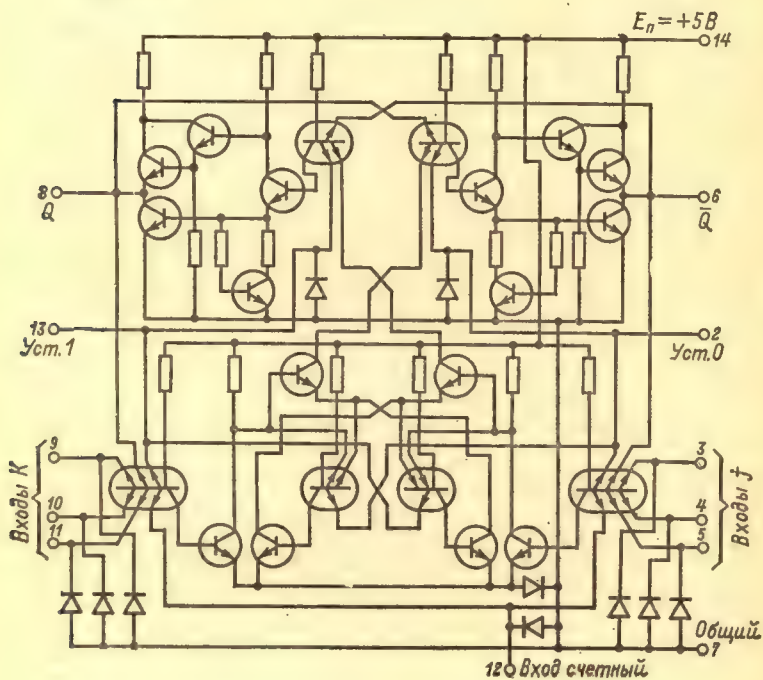 Eп = +5В
14
8
Q
6
Q̅
13
Уст.1
2
Уст.0
Входы К
9
10
11
3
4
5
Входы J
Общий
7
12 Вход счетный